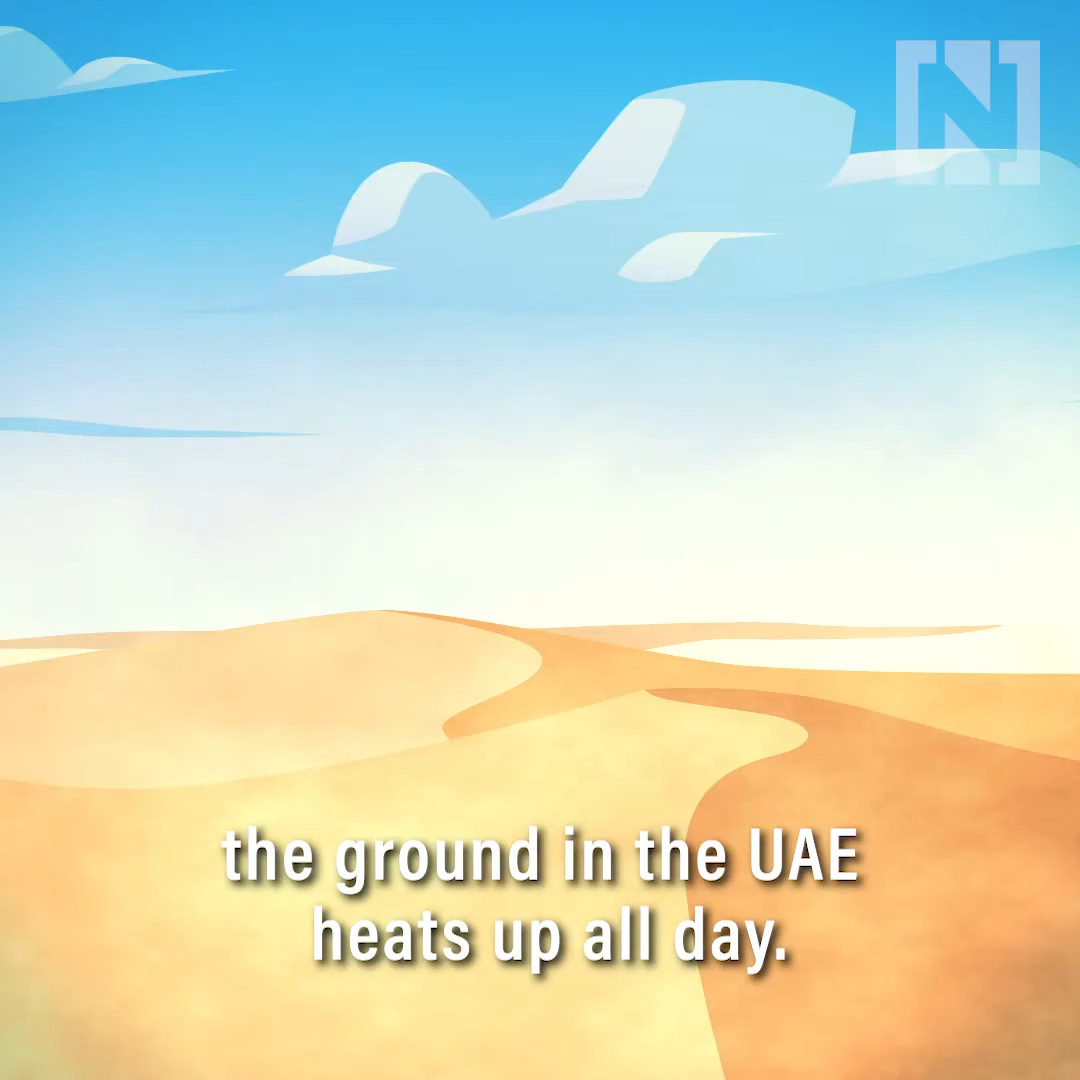 [N]
the ground in the UAE
heats up all day.